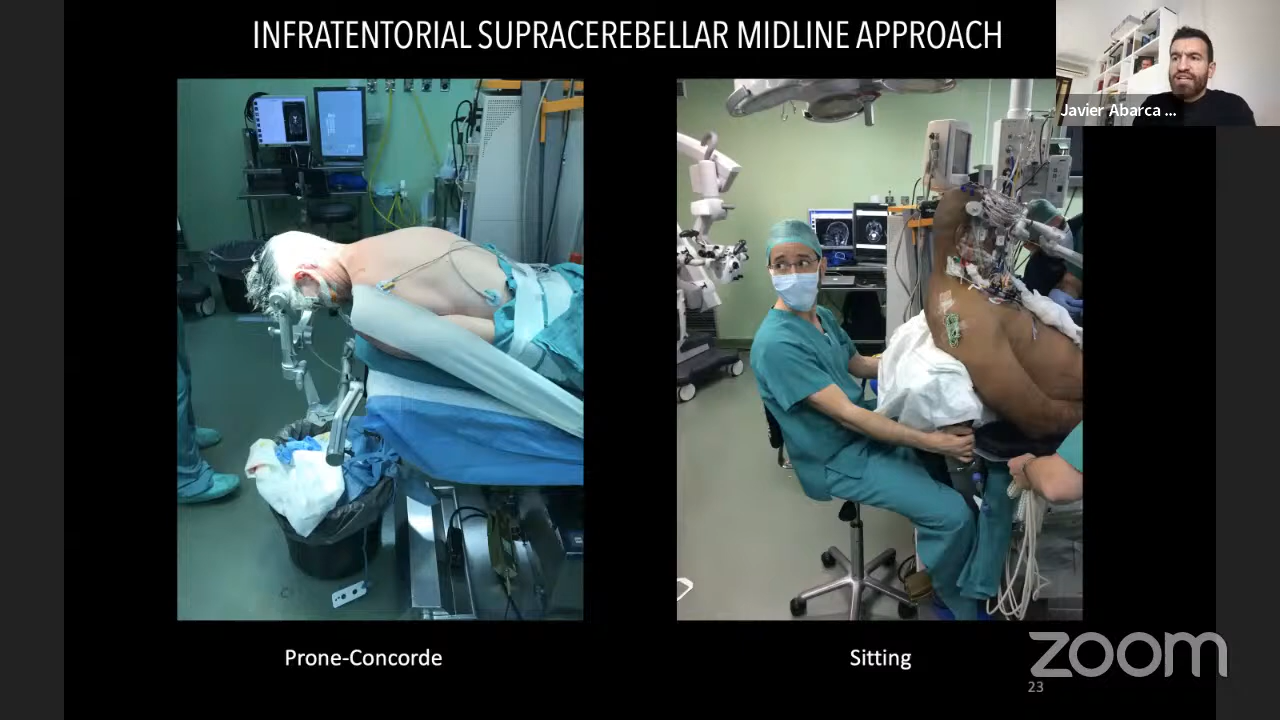 INFRATENTORIAL SUPRACEREBELLAR MIDLINE APPROACH
Javier Abarca ...
Prone-Concorde
Sitting
zoom
23